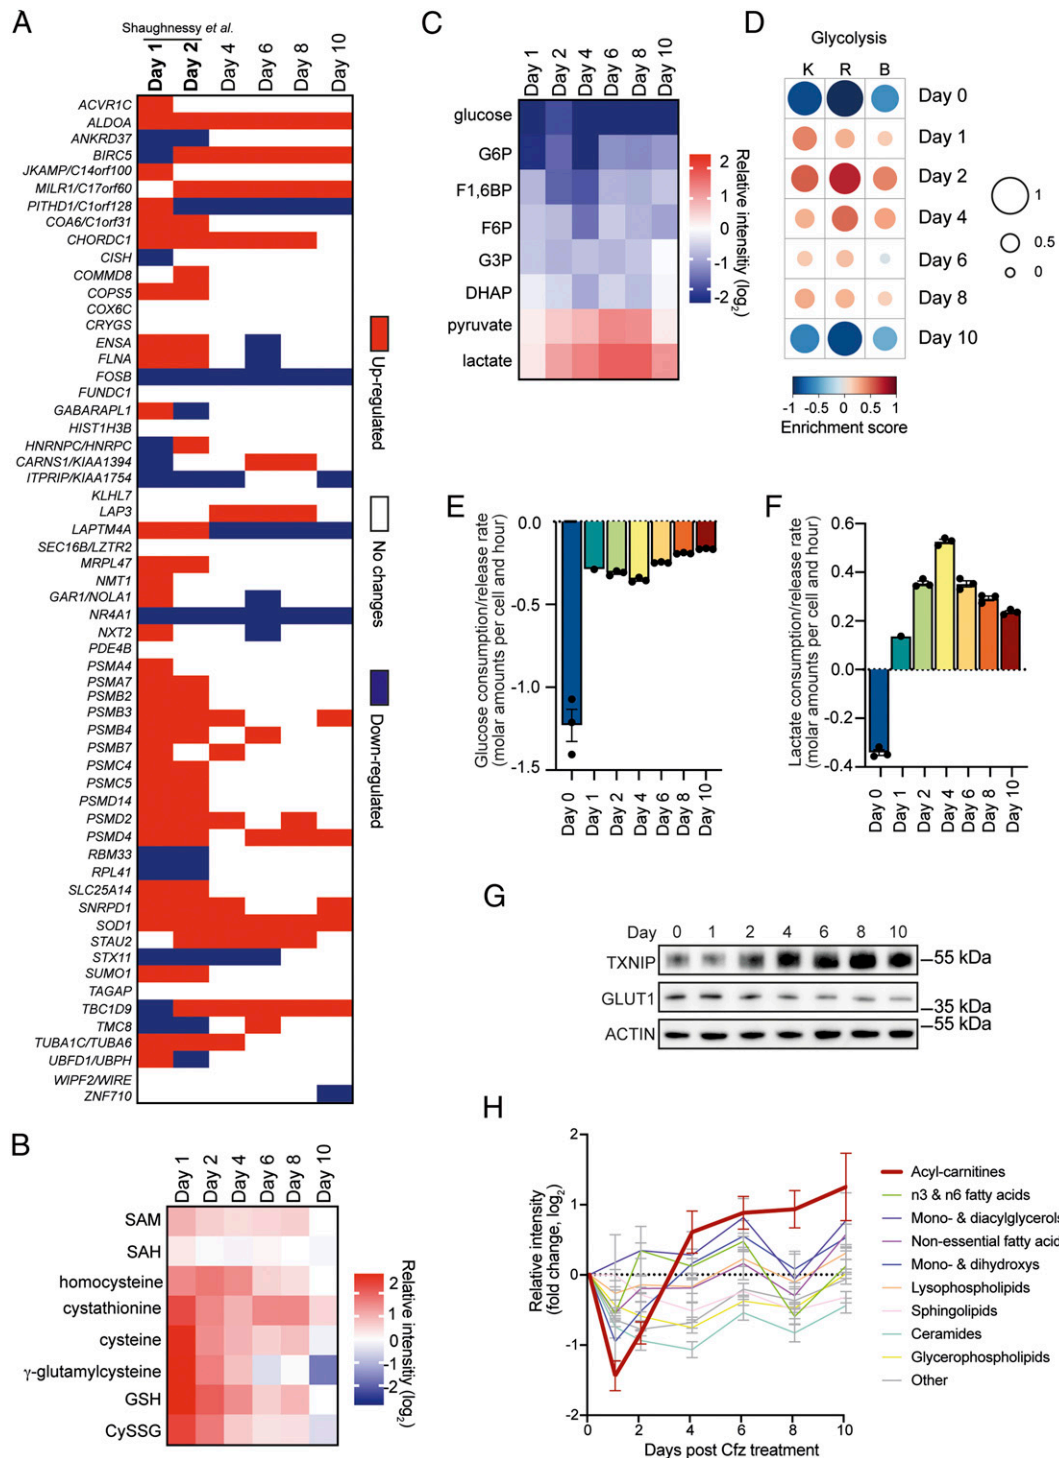 A
Shaughnessy et al.
Day 1
Day 2
Day 4
Day 6
Day 8
Day 10
ACVR1C
ALDOA
ANKRD37
BIRC5
JKAMP/C14orf100
MILR1/C17orf60
PITHD1/C1orf128
COA6/C1orf31
CHORDC1
CISH
COMMD8
COPS5
COX6C
CRYGS
ENSA
FLNA
FOSB
FUNDC1
GABARAPL1
HIST1H3B
HNRNPC/HNRPC
CARNS1/KIAA1394
ITPRIP/KIAA1754
KLHL7
LAP3
LAPTM4A
SEC16B/LZTR2
MRPL47
NMT1
GAR1/NOLA1
NR4A1
NXT2
PDE4B
PSMA4
PSMA7
PSMB2
PSMB3
PSMB4
PSMB7
PSMC4
PSMC5
PSMD14
PSMD2
PSMD4
RBM33
RPL41
SLC25A14
SNRPD1
SOD1
STAU2
STX11
SUMO1
TAGAP
TBC1D9
TMC8
TUBA1C/TUBA6
UBFD1/UBPH
WIPF2/WIRE
ZNF710
Up-regulated
No changes
Down-regulated
B
Day 1
Day 2
Day 4
Day 6
Day 8
Day 10
SAM
SAH
homocysteine
cystathionine
cysteine
γ-glutamylcysteine
GSH
CySSG
2
1
0
-1
-2
Relative intensitiy (log2)
C
Day 1
Day 2
Day 4
Day 6
Day 8
Day 10
glucose
G6P
F1,6BP
F6P
G3P
DHAP
pyruvate
lactate
2
1
0
-1
-2
Relative intensitiy (log2)
D
Glycolysis
K R B
Day 0
Day 1
Day 2
Day 4
Day 6
Day 8
Day 10
1
0.5
0
-1 -0.5 0 0.5 1
Enrichment score
E
Glucose consumption/release rate
(molar amounts per cell and hour)
0.0
-0.5
-1.0
-1.5
Day 0
Day 1
Day 2
Day 4
Day 6
Day 8
Day 10
F
Lactate consumption/release rate
(molar amounts per cell and hour)
0.6
0.4
0.2
0.0
-0.2
-0.4
Day 0
Day 1
Day 2
Day 4
Day 6
Day 8
Day 10
G
Day 0 1 2 4 6 8 10
TXNIP
55 kDa
GLUT1
35 kDa
ACTIN
55 kDa
H
Relative intensity
(fold change, log2)
2
1
0
-1
-2
0 2 4 6 8 10
Days post Cfz treatment
Acyl-carnitines
n3 & n6 fatty acids
Mono- & diacylglycerols
Non-essential fatty acid
Mono- & dihydroxys
Lysophospholipids
Sphingolipids
Ceramides
Glycerophospholipids
Other